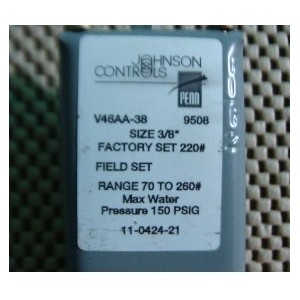 JOHNSON
CONTROLS
PENN
V46AA-38 9508
SIZE 3/8"
FACTORY SET 220#
FIELD SET
RANGE 70 TO 260#
Max Water
Pressure 150 PSIG
11-0424-21